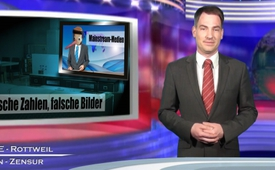 Mainstream-Medien
sche Zahlen, falsche Bilder
E - Rottweil
n - Zensur